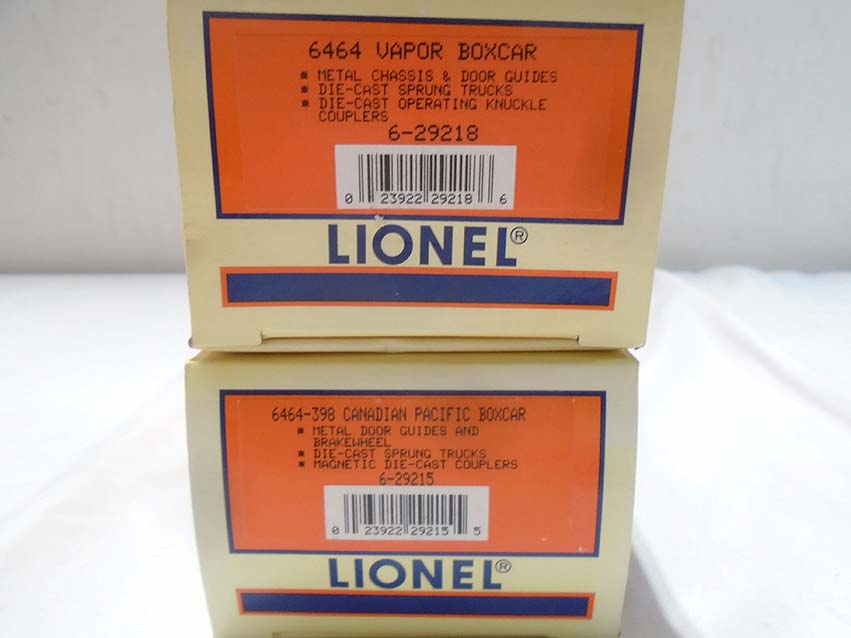 6464 VAPOR BOXCAR
* METAL CHASSIS & DOOR GUIDES
* DIE-CAST SPRUNG TRUCKS
* DIE-CAST OPERATING KNUCKLE
COUPLERS
6-29218
0 23922 29218 6
LIONEL®
6464-398 CANADIAN PACIFIC BOXCAR
* METAL DOOR GUIDES AND
BRAKEWHEEL
* DIE-CAST SPRUNG TRUCKS
* MAGNETIC DIE-CAST COUPLERS
6-29215
0 23922 29215 5
LIONEL®